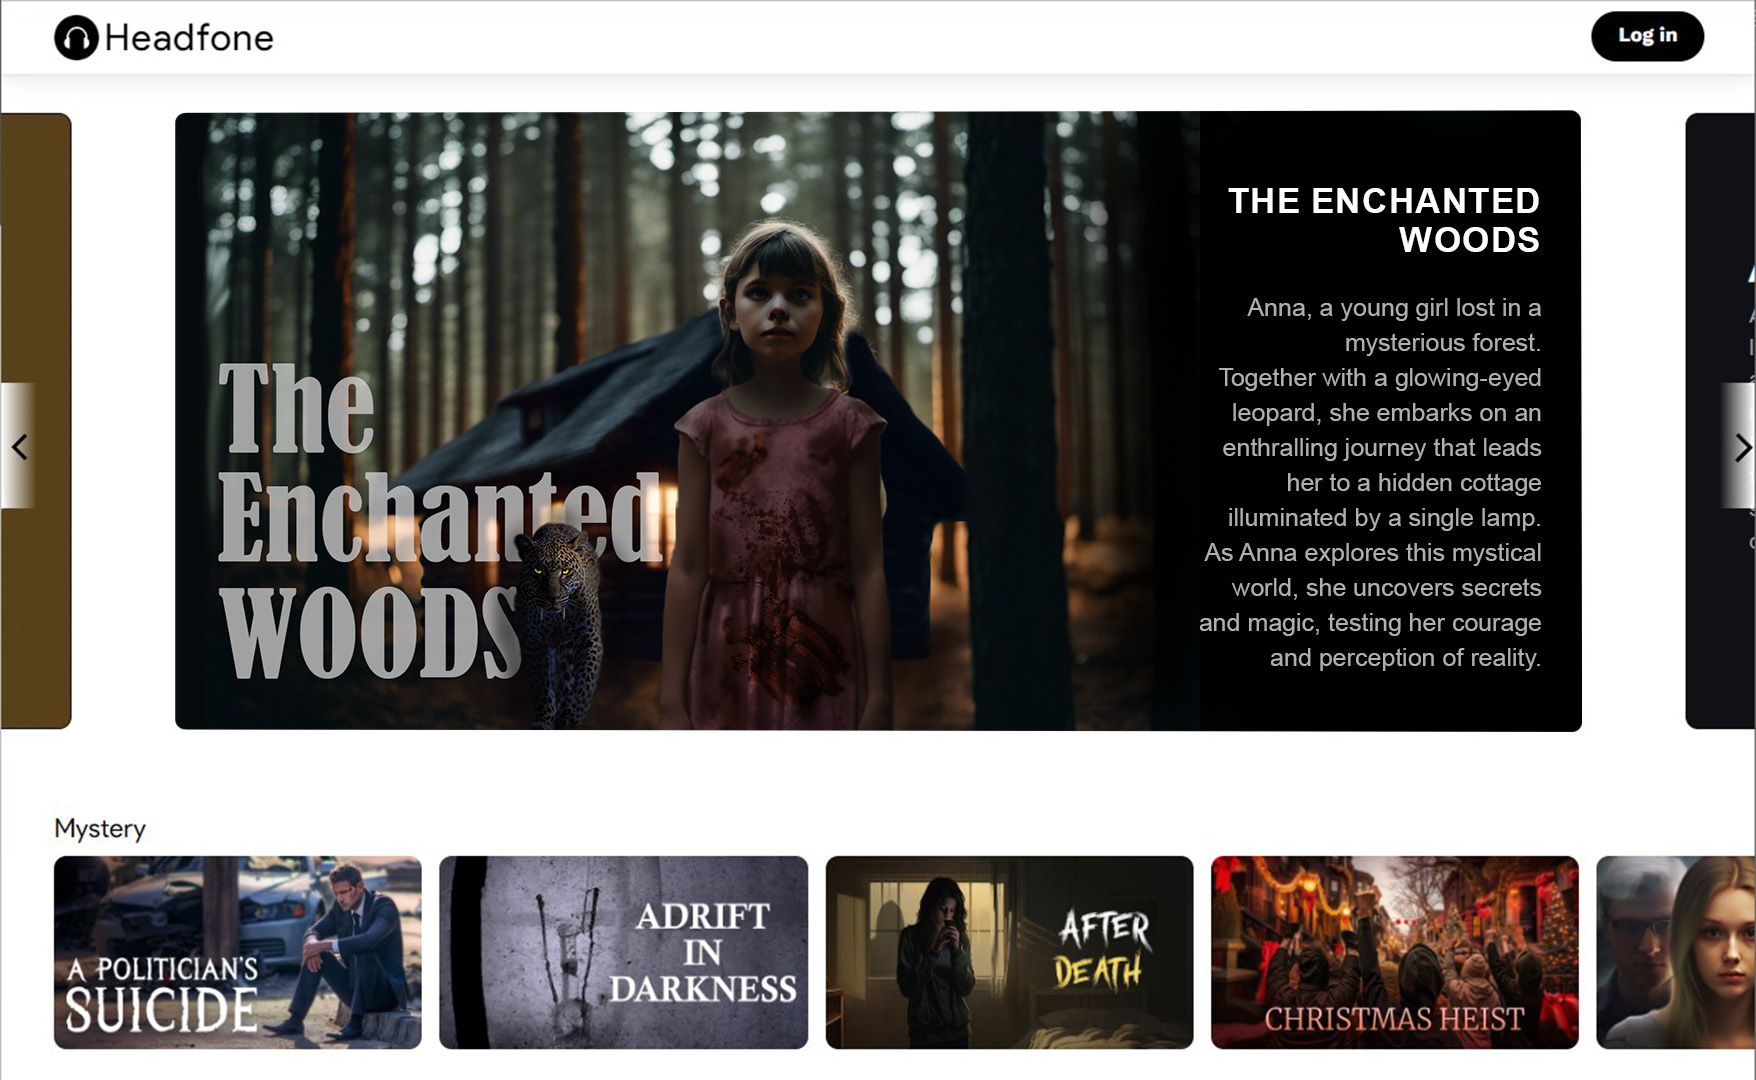 Headfone
Log in
The
Enchanted
WOODS
THE ENCHANTED
WOODS
Anna, a young girl lost in a
mysterious forest.
Together with a glowing-eyed
leopard, she embarks on an
enthralling journey that leads
her to a hidden cottage
illuminated by a single lamp.
As Anna explores this mystical
world, she uncovers secrets
and magic, testing her courage
and perception of reality.
Mystery
A POLITICIAN'S
SUICIDE
ADRIFT
IN
DARKNESS
AFTER
DEATH
CHRISTMAS HEIST